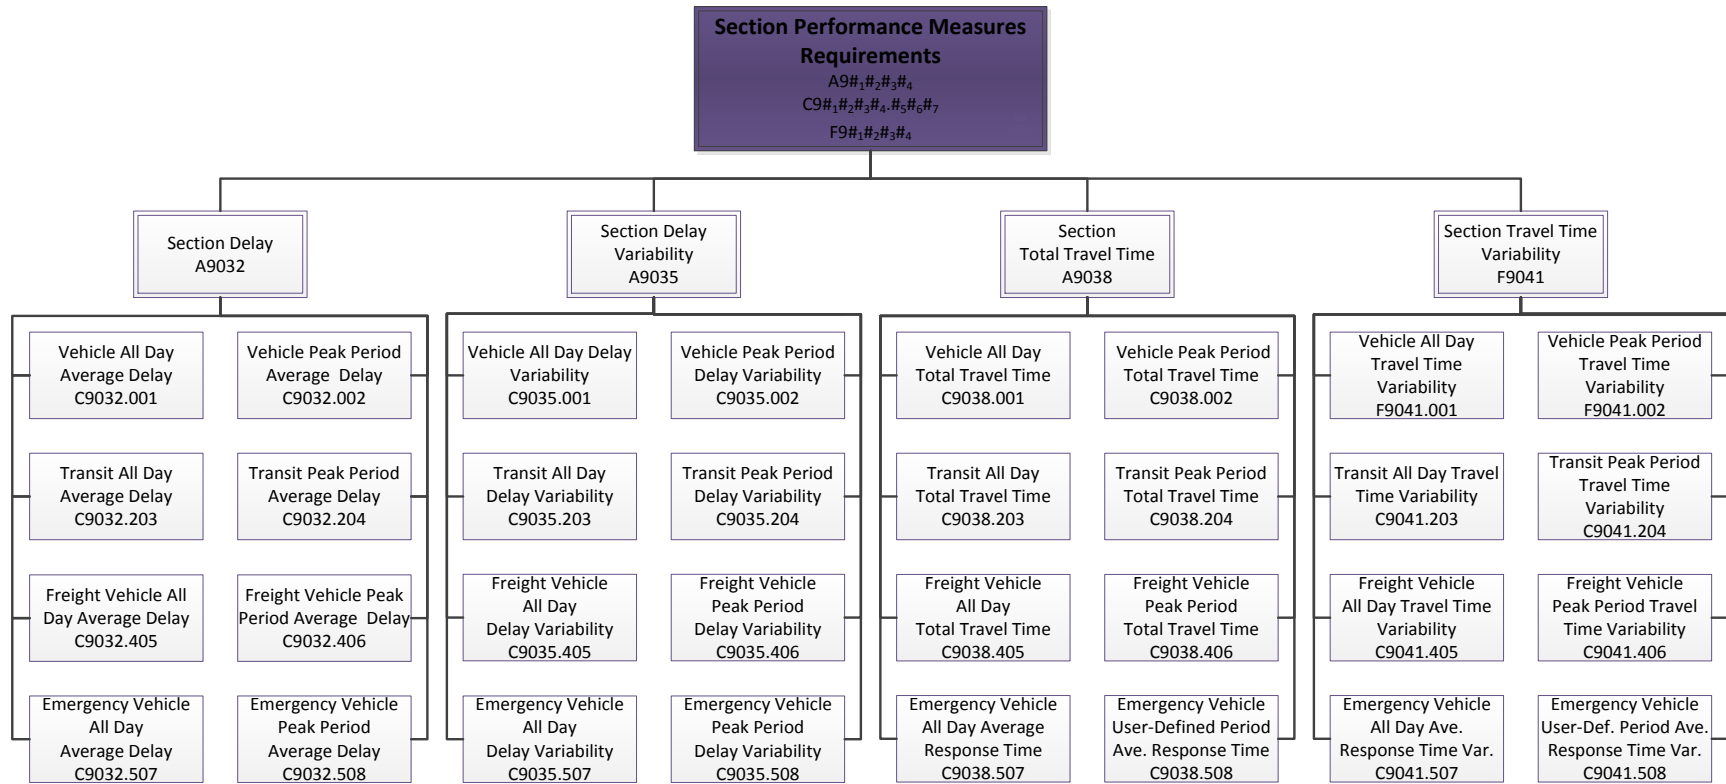 Section Performance Measures
Requirements
A9#₁#₂#₃#₄
C9#₁#₂#₃#₄.#₅#₆#₇
F9#₁#₂#₃#₄
Section Delay
A9032
Section Delay
Variability
A9035
Section
Total Travel Time
A9038
Section Travel Time
Variability
F9041
Vehicle All Day
Average Delay
C9032.001
Vehicle Peak Period
Average Delay
C9032.002
Transit All Day
Average Delay
C9032.203
Transit Peak Period
Average Delay
C9032.204
Freight Vehicle All
Day Average Delay
C9032.405
Freight Vehicle Peak
Period Average Delay
C9032.406
Emergency Vehicle
All Day
Average Delay
C9032.507
Emergency Vehicle
Peak Period
Average Delay
C9032.508
Vehicle All Day Delay
Variability
C9035.001
Vehicle Peak Period
Delay Variability
C9035.002
Transit All Day
Delay Variability
C9035.203
Transit Peak Period
Delay Variability
C9035.204
Freight Vehicle
All Day
Delay Variability
C9035.405
Freight Vehicle
Peak Period
Delay Variability
C9035.406
Emergency Vehicle
All Day
Delay Variability
C9035.507
Emergency Vehicle
Peak Period
Delay Variability
C9035.508
Vehicle All Day
Total Travel Time
C9038.001
Vehicle Peak Period
Total Travel Time
C9038.002
Transit All Day
Total Travel Time
C9038.203
Transit Peak Period
Total Travel Time
C9038.204
Freight Vehicle
All Day
Total Travel Time
C9038.405
Freight Vehicle
Peak Period
Total Travel Time
C9038.406
Emergency Vehicle
All Day Average
Response Time
C9038.507
Emergency Vehicle
User-Defined Period
Ave. Response Time
C9038.508
Vehicle All Day
Travel Time
Variability
F9041.001
Vehicle Peak Period
Travel Time
Variability
F9041.002
Transit All Day Travel
Time Variability
C9041.203
Transit Peak Period
Travel Time
Variability
C9041.204
Freight Vehicle
All Day Travel Time
Variability
C9041.405
Freight Vehicle
Peak Period Travel
Time Variability
C9041.406
Emergency Vehicle
All Day Ave.
Response Time Var.
C9041.507
Emergency Vehicle
User-Def. Period Ave.
Response Time Var.
C9041.508